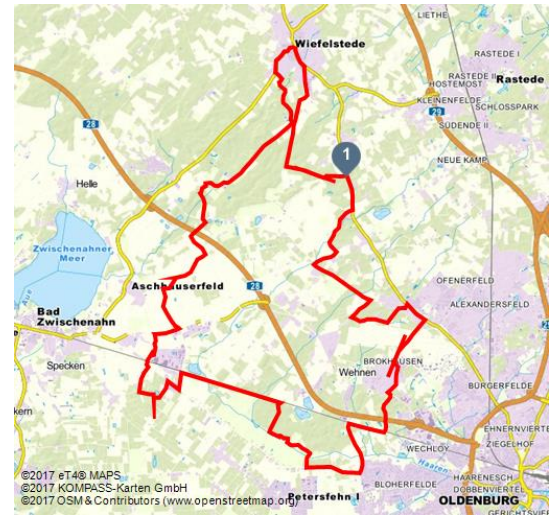 LIETHE
Wiefelstede
RASTEDE I
RASTEDE II
Rastede
HOSTEMOST
KLEINENFELDE
SCHLOSSPARK
29
SÜDENDE II
28
NEUE KAMP
1
Helle
Zwischenahner
Meer
Aschhauserfeld
28
OFENERFELD
ALEXANDERSFELD
Bad
Zwischenahn
BROKHAUSEN
Specken
Wehnen
BÜRGERFELDE
kern
EHNERNVIERTEL
WECHLOY
ZIEGELHOF
Haaren
HAARENESCH
BLOHERFELDE
DOBBENVIERTEL
Petersfehn I
OLDENBURG
GERICHTSVIERTEL
©2017 eT4® MAPS
©2017 KOMPASS-Karten GmbH
©2017 OSM & Contributors (www.openstreetmap.org)